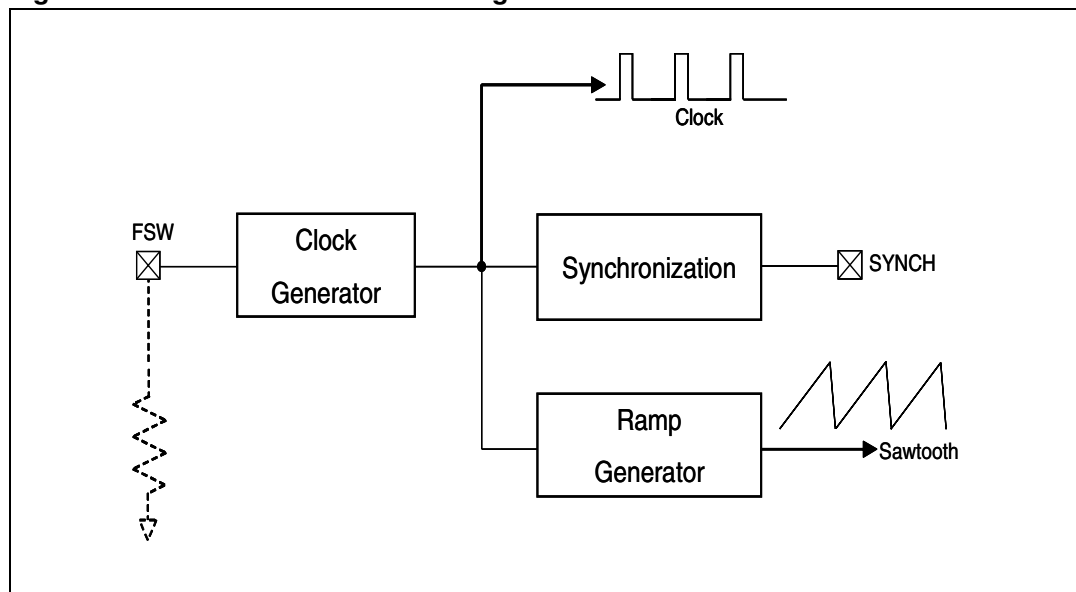 Clock
FSW
Clock
Generator
Synchronization
SYNCH
Ramp
Generator
Sawtooth